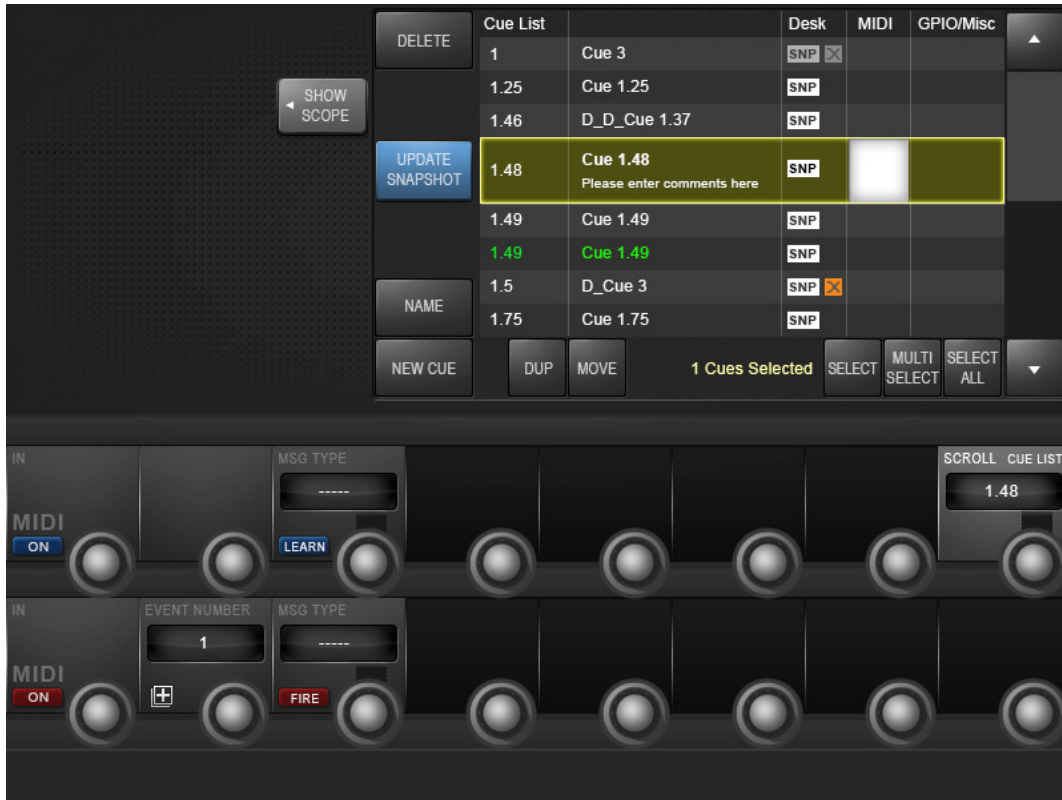 DELETE
Cue List Desk MIDI GPIO/Misc
1 Cue 3 SNP
1.25 Cue 1.25 SNP
SHOW
SCOPE
1.46 D_D_Cue 1.37 SNP
UPDATE
SNAPSHOT
1.48 Cue 1.48 SNP
Please enter comments here
1.49 Cue 1.49 SNP
1.49 Cue 1.49 SNP
NAME
1.5 D_Cue 3 SNP
1.75 Cue 1.75 SNP
NEW CUE
DUP
MOVE
1 Cues Selected
SELECT
MULTI
SELECT
SELECT
ALL
IN
MSG TYPE
SCROLL CUE LIST
-----
1.48
MIDI
ON
LEARN
IN
EVENT NUMBER
MSG TYPE
1
-----
MIDI
ON
FIRE